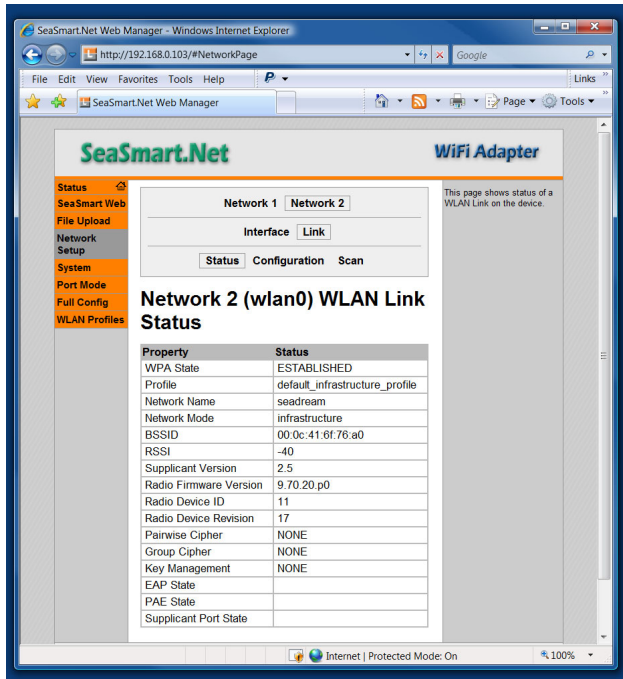 SeaSmart.Net Web Manager - Windows Internet Explorer
http://192.168.0.103/#NetworkPage
Google
File Edit View Favorites Tools Help
Links
SeaSmart.Net Web Manager
Page
Tools
SeaSmart.Net
WiFi Adapter
Status
SeaSmart Web
File Upload
Network
Setup
System
Port Mode
Full Config
WLAN Profiles
Network 1 Network 2
Interface Link
Status Configuration Scan
This page shows status of a
WLAN Link on the device.
Network 2 (wlan0) WLAN Link
Status
Property Status
WPA State ESTABLISHED
Profile default_infrastructure_profile
Network Name seadream
Network Mode infrastructure
BSSID 00:0c:41:6f:76:a0
RSSI -40
Supplicant Version 2.5
Radio Firmware Version 9.70.20.p0
Radio Device ID 11
Radio Device Revision 17
Pairwise Cipher NONE
Group Cipher NONE
Key Management NONE
EAP State
PAE State
Supplicant Port State
Internet | Protected Mode: On
100%